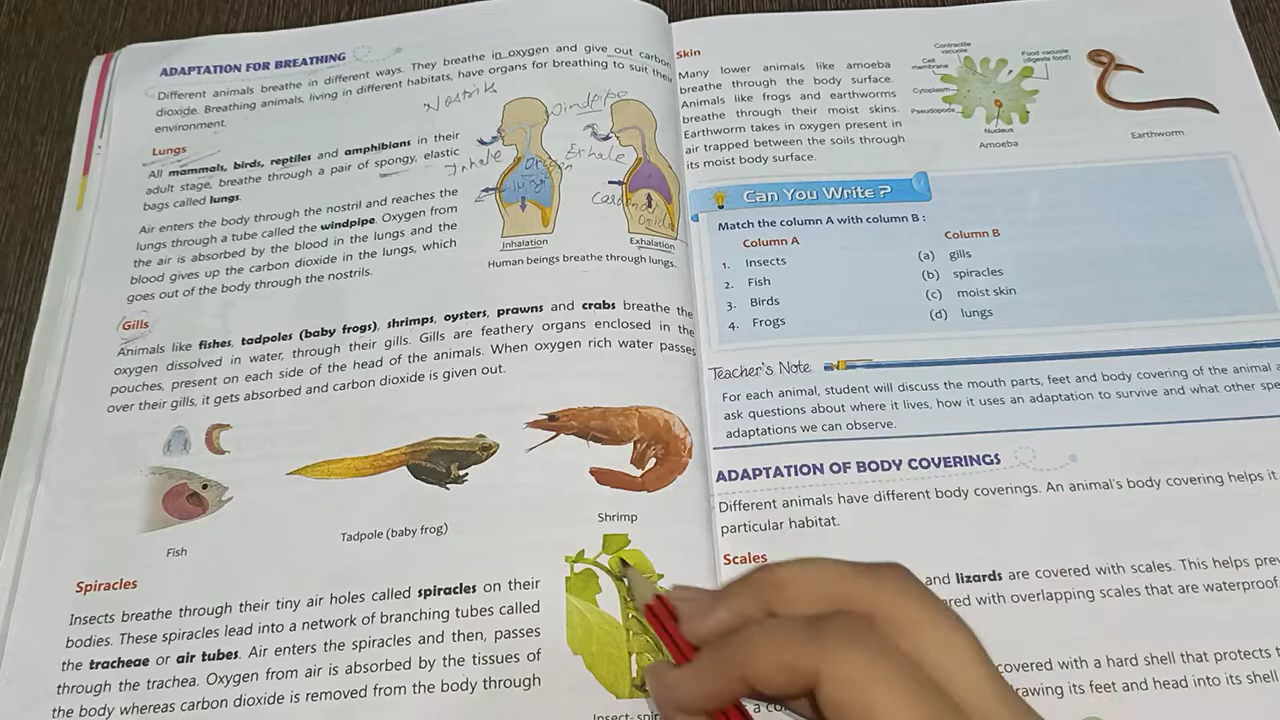 ADAPTATION FOR BREATHING
Different animals breathe in different ways. They breathe in oxygen and give out carbon
dioxide. Breathing animals, living in different habitats, have organs for breathing to suit their
environment.
Nostrils
Windpipe
Lungs
All mammals, birds, reptiles and amphibians in their
adult stage, breathe through a pair of spongy, elastic
bags called lungs.
Air enters the body through the nostril and reaches the
lungs through a tube called the windpipe. Oxygen from
the air is absorbed by the blood in the lungs and the
blood gives up the carbon dioxide in the lungs, which
goes out of the body through the nostrils.
Inhale
Oxygen
Exhale
Inhalation
Exhalation
Human beings breathe through lungs.
Gills
Animals like fishes, tadpoles (baby frogs), shrimps, oysters, prawns and crabs breathe the
oxygen dissolved in water, through their gills. Gills are feathery organs enclosed in the
pouches, present on each side of the head of the animals. When oxygen rich water passes
over their gills, it gets absorbed and carbon dioxide is given out.
Fish
Tadpole (baby frog)
Shrimp
Spiracles
Insects breathe through their tiny air holes called spiracles on their
bodies. These spiracles lead into a network of branching tubes called
the tracheae or air tubes. Air enters the spiracles and then, passes
through the trachea. Oxygen from air is absorbed by the tissues of
the body whereas carbon dioxide is removed from the body through
Skin
Many lower animals like amoeba
breathe through the body surface.
Animals like frogs and earthworms
breathe through their moist skins.
Earthworm takes in oxygen present in
air trapped between the soils through
its moist body surface.
Contractile
vacuole
Food vacuole
(digests food)
Cell
membrane
Cytoplasm
Pseudopods
Nucleus
Amoeba
Earthworm
Can You Write?
Match the column A with column B :
Column A Column B
1. Insects (a) gills
2. Fish (b) spiracles
3. Birds (c) moist skin
4. Frogs (d) lungs
Teacher's Note
For each animal, student will discuss the mouth parts, feet and body covering of the animal
ask questions about where it lives, how it uses an adaptation to survive and what other
adaptations we can observe.
ADAPTATION OF BODY COVERINGS
Different animals have different body coverings. An animal's body covering helps it
particular habitat.
Scales
and lizards are covered with scales. This helps
with overlapping scales that are waterproof
covered with a hard shell that protects
its feet and head into its shell